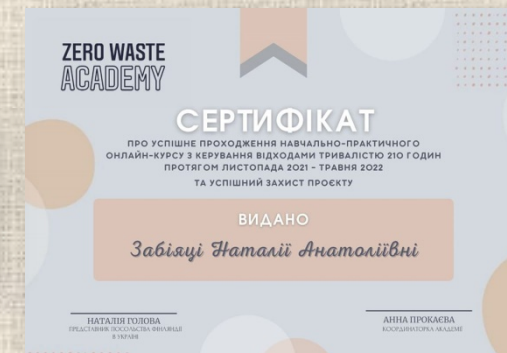 ZERO WASTE
ACADEMY
СЕРТИФІКАТ
ПРО УСПІШНЕ ПРОХОДЖЕННЯ НАВЧАЛЬНО-ПРАКТИЧНОГО
ОНЛАЙН-КУРСУ З КЕРУВАННЯ ВІДХОДАМИ ТРИВАЛІСТЮ 210 ГОДИН
ПРОТЯГОМ ЛИСТОПАДА 2021 - ТРАВНЯ 2022
ТА УСПІШНИЙ ЗАХИСТ ПРОЄКТУ
ВИДАНО
Забіяці Наталії Анатоліївні
НАТАЛІЯ ГОЛОВА
ПРЕДСТАВНИК ПОСОЛЬСТВА ФІНЛЯНДІЇ
В УКРАЇНІ
АННА ПРОКАЄВА
КООРДИНАТОРКА АКАДЕМІЇ